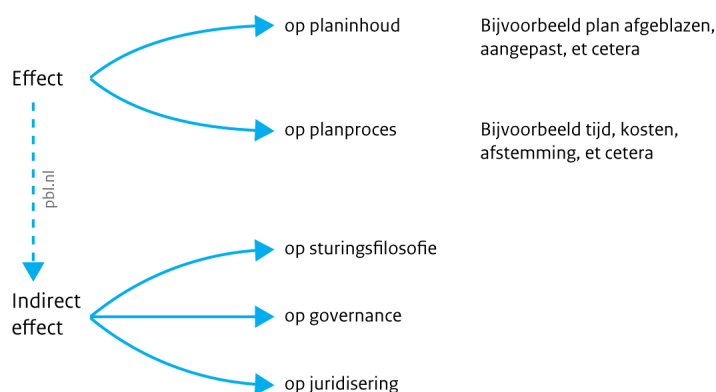 op planinhoud
Bijvoorbeeld plan afgeblazen,
aangepast, et cetera
Effect
op planproces
Bijvoorbeeld tijd, kosten,
afstemming, et cetera
pbl.nl
op sturingsfilosofie
Indirect
effect
op governance
op juridisering